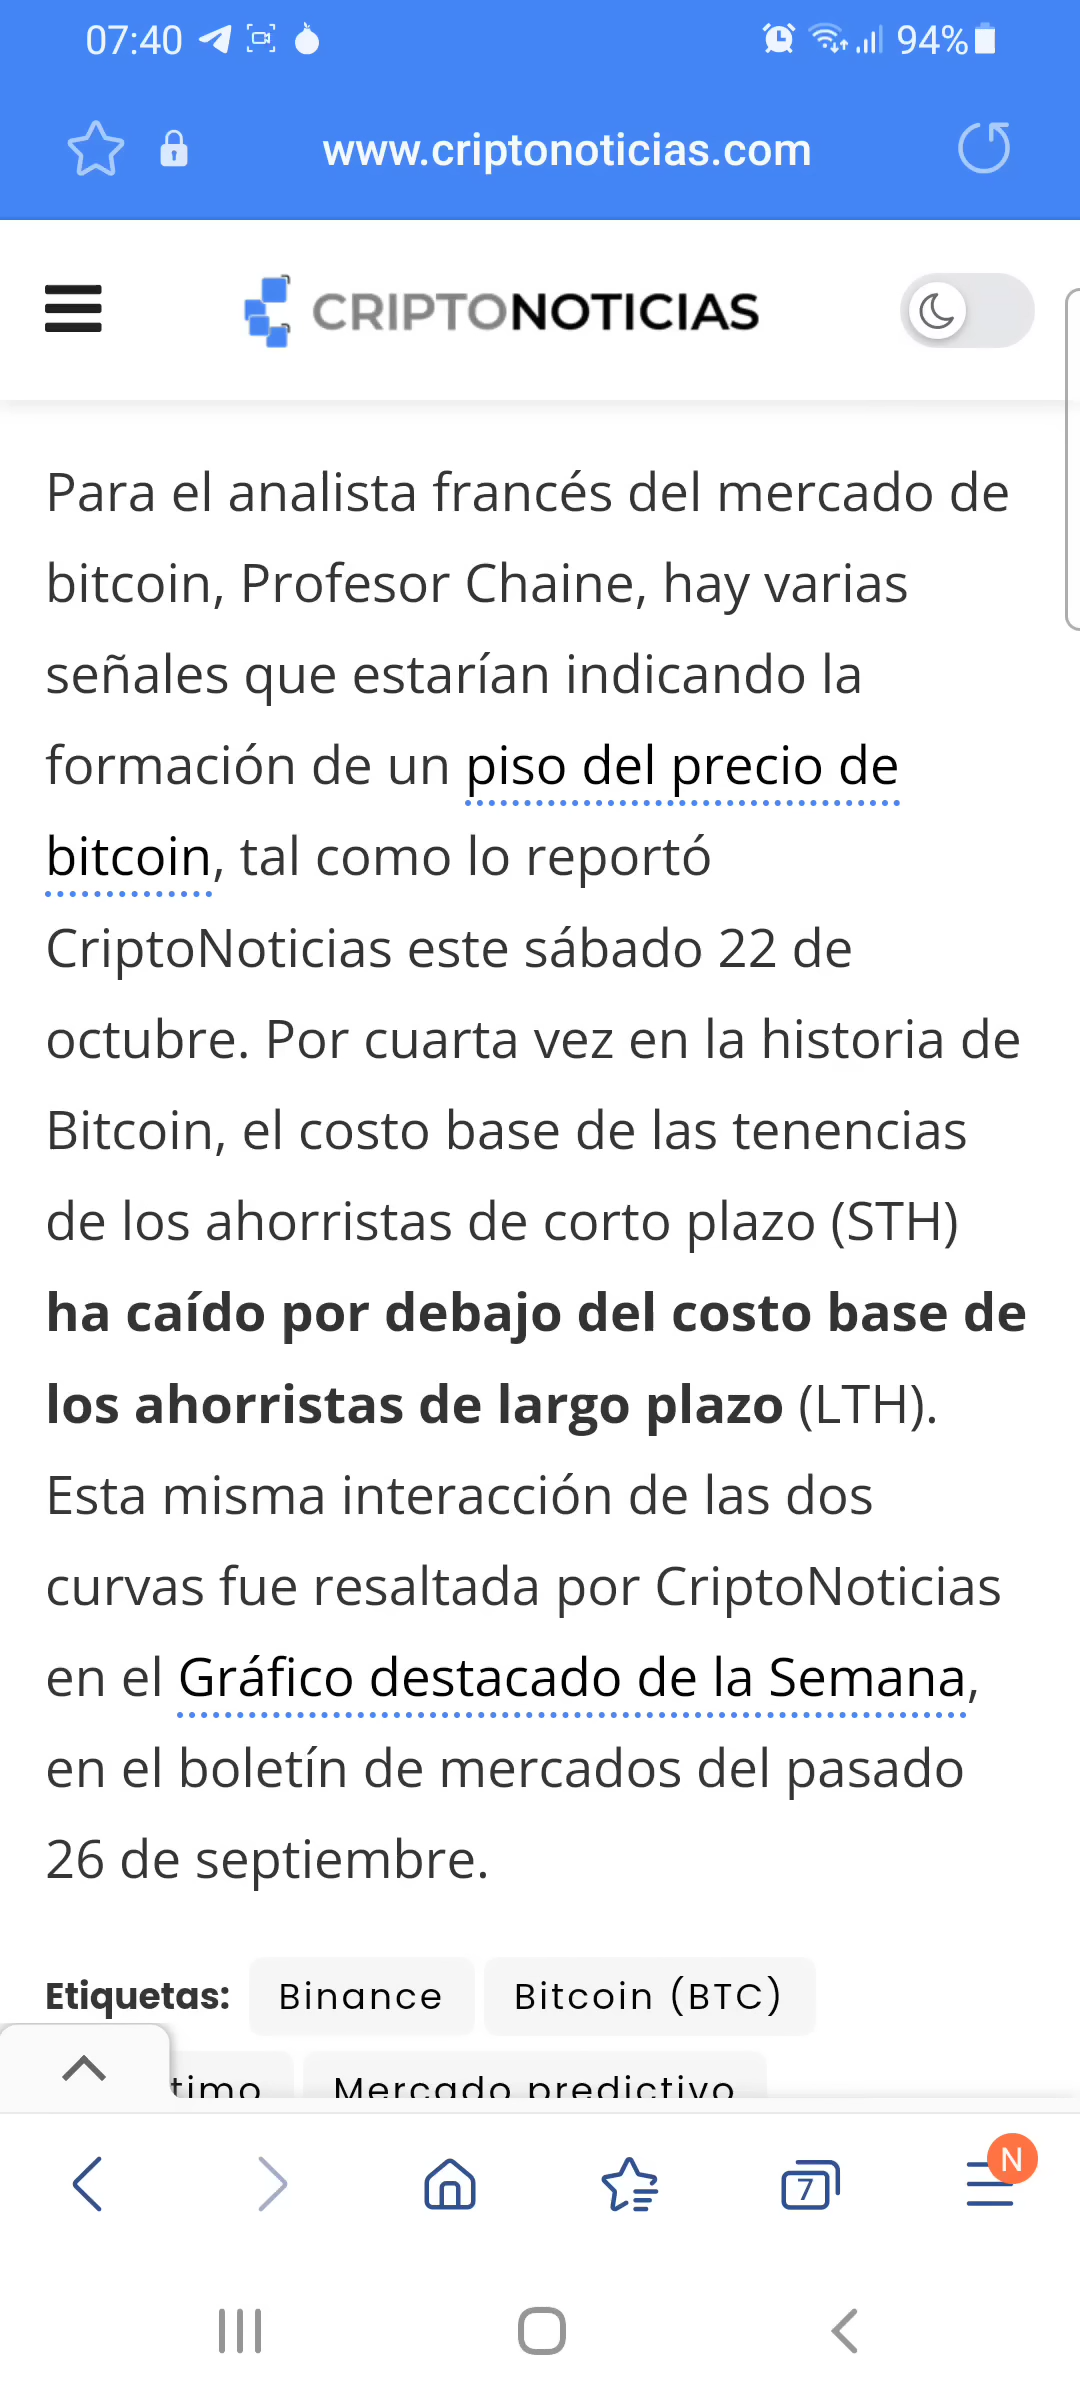 07:40 94%
www.criptonoticias.com
CRIPTONOTICIAS
Para el analista francés del mercado de
bitcoin, Profesor Chaine, hay varias
señales que estarían indicando la
formación de un piso del precio de
bitcoin, tal como lo reportó
CriptoNoticias este sábado 22 de
octubre. Por cuarta vez en la historia de
Bitcoin, el costo base de las tenencias
de los ahorristas de corto plazo (STH)
ha caído por debajo del costo base de
los ahorristas de largo plazo (LTH).
Esta misma interacción de las dos
curvas fue resaltada por CriptoNoticias
en el Gráfico destacado de la Semana,
en el boletín de mercados del pasado
26 de septiembre.
Etiquetas: Binance Bitcoin (BTC)
timo Mercado predictivo
7 N